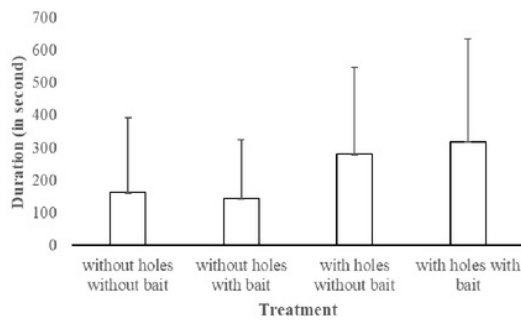 700
600
500
400
300
200
100
0
Duration (in second)
without holes without bait
without holes with bait
with holes without bait
with holes with bait
Treatment